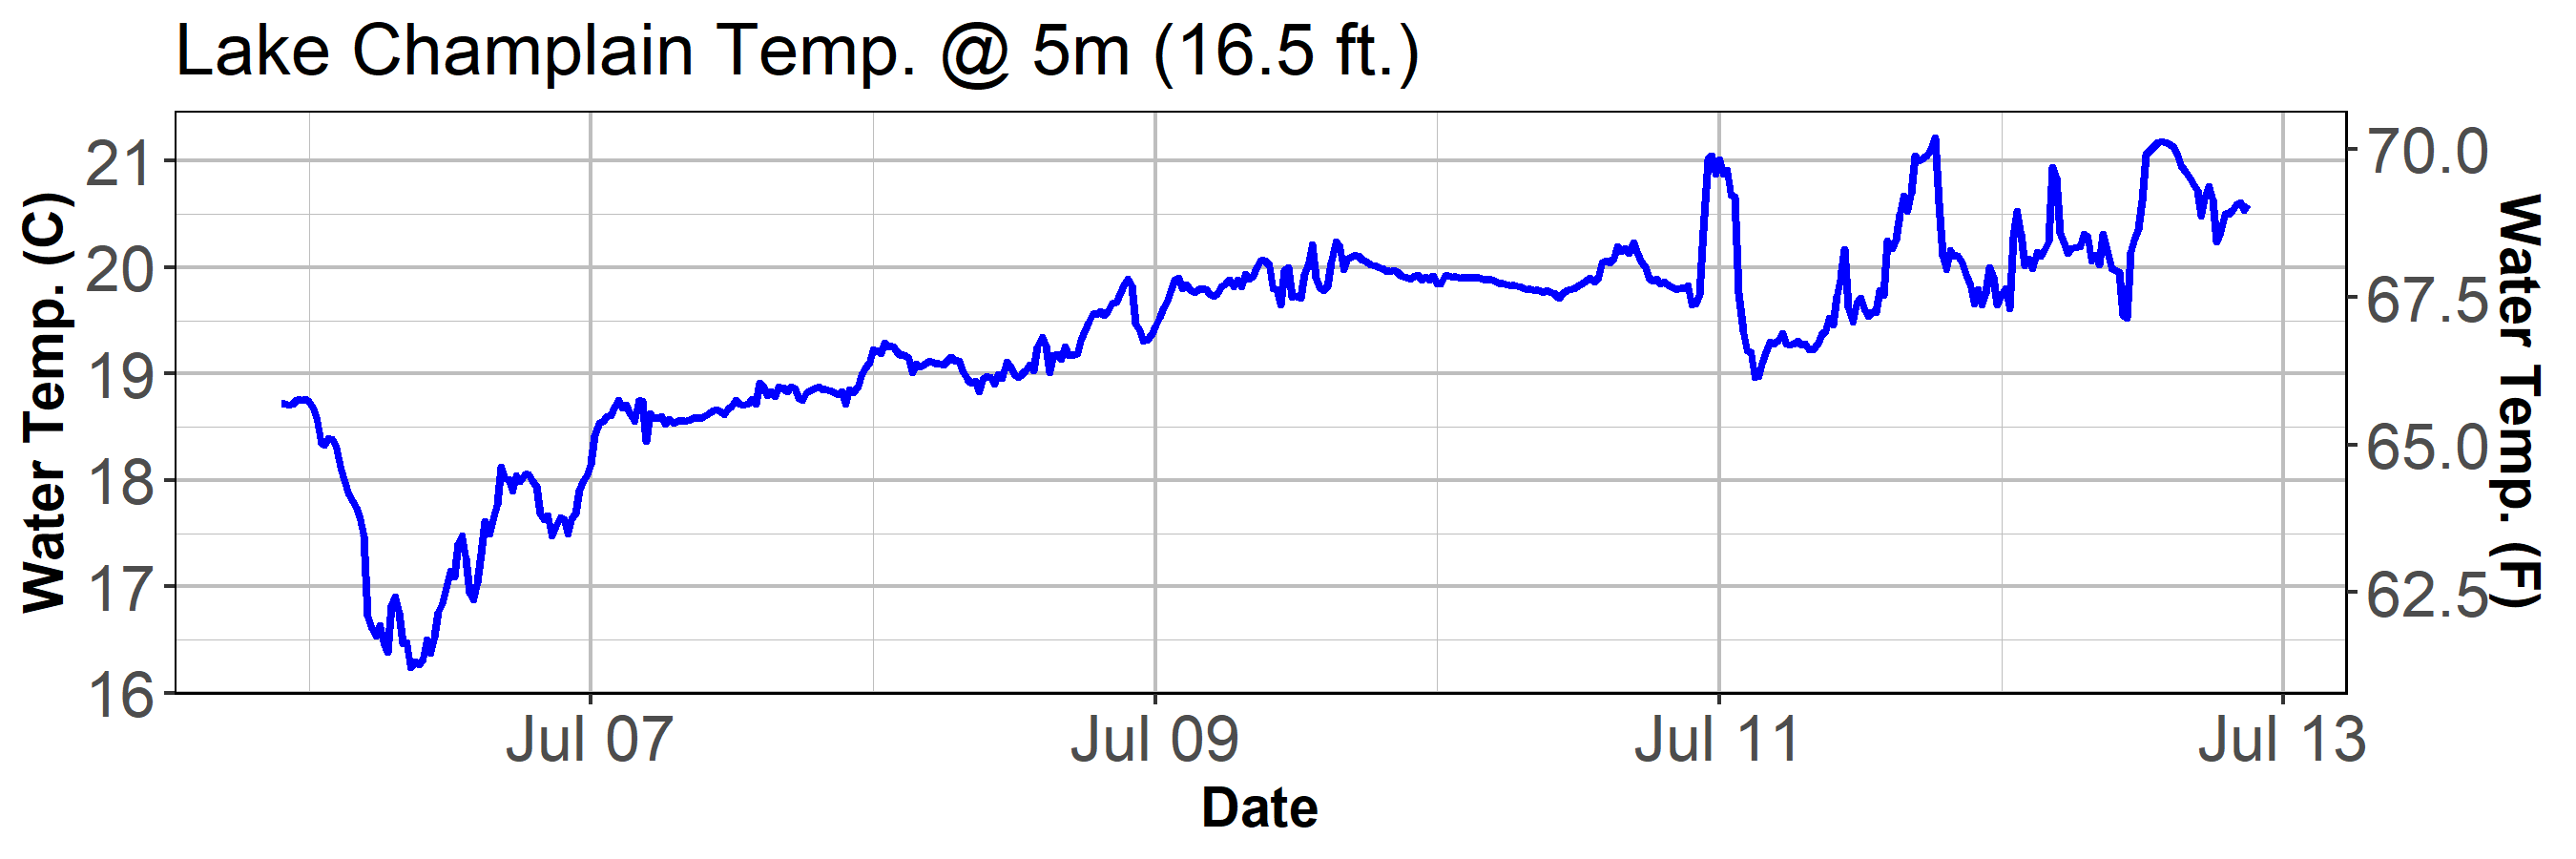 Lake Champlain Temp. @ 5m (16.5 ft.)
Water Temp. (C)
21
20
19
18
17
16
70.0
67.5
65.0
62.5
Water Temp. (F)
Jul 07 Jul 09 Jul 11 Jul 13
Date